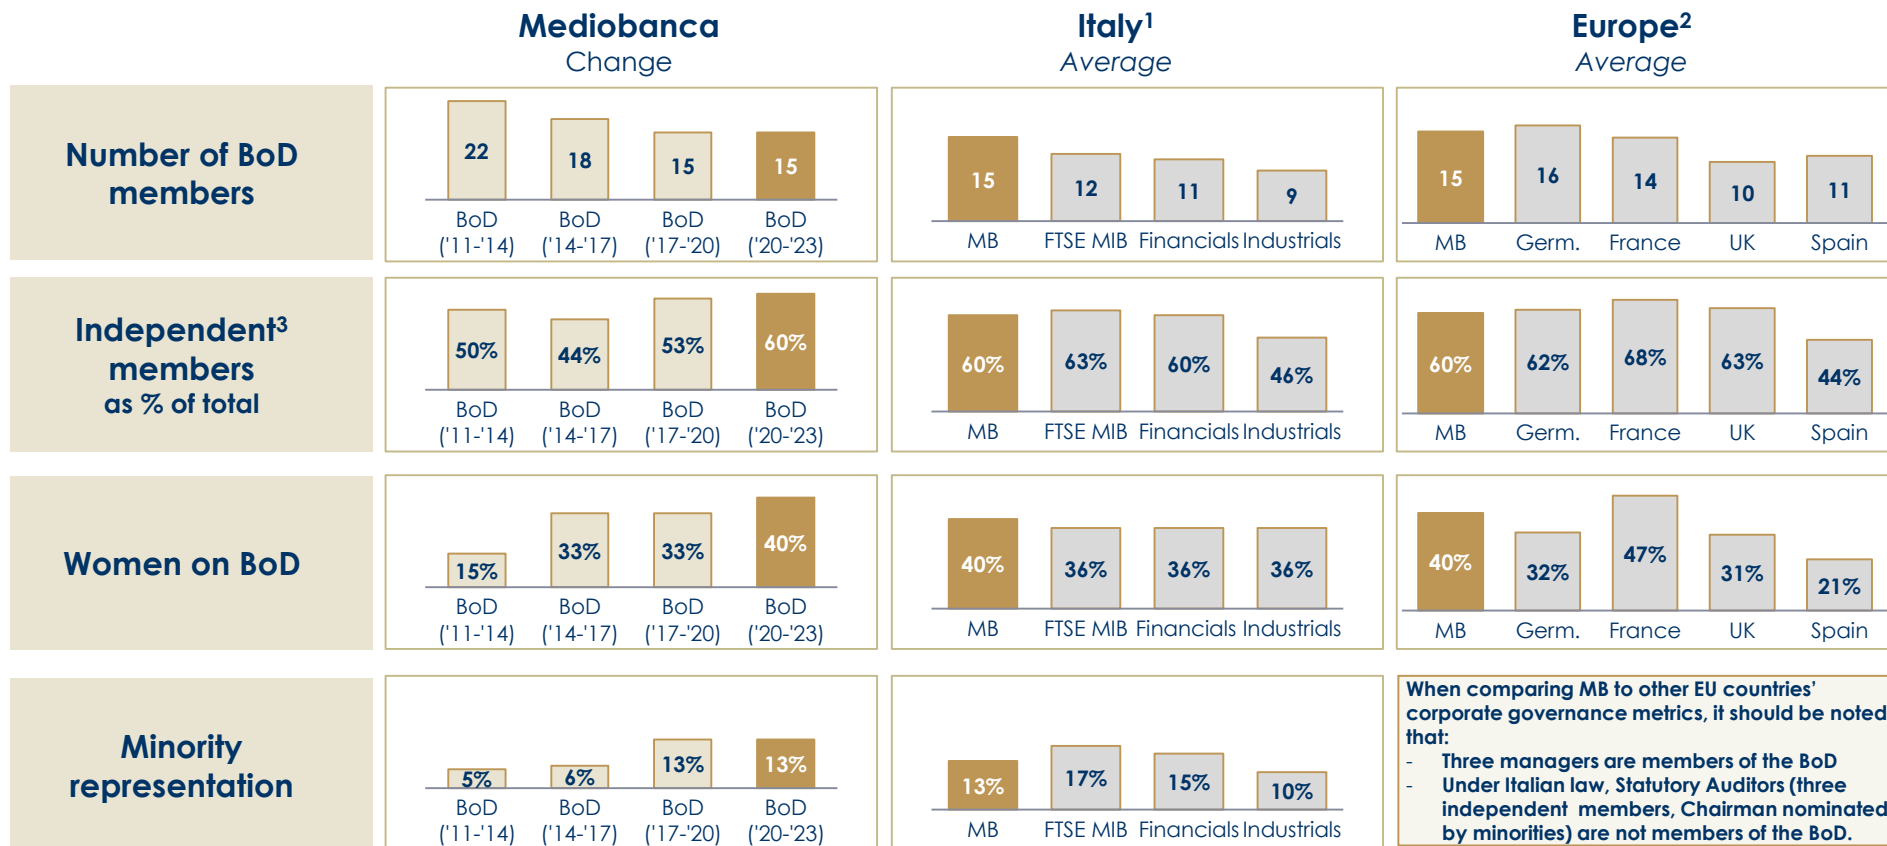 Mediobanca
Change
Italy¹
Average
Europe²
Average
Number of BoD
members
22
18
15
15
BoD
('11-'14)
BoD
('14-'17)
BoD
('17-'20)
BoD
('20-'23)
15
12
11
9
MB
FTSE MIB
Financials
Industrials
15
16
14
10
11
MB
Germ.
France
UK
Spain
Independent³
members
as % of total
50%
44%
53%
60%
BoD
('11-'14)
BoD
('14-'17)
BoD
('17-'20)
BoD
('20-'23)
60%
63%
60%
46%
MB
FTSE MIB
Financials
Industrials
60%
62%
68%
63%
44%
MB
Germ.
France
UK
Spain
Women on BoD
15%
33%
33%
40%
BoD
('11-'14)
BoD
('14-'17)
BoD
('17-'20)
BoD
('20-'23)
40%
36%
36%
36%
MB
FTSE MIB
Financials
Industrials
40%
32%
47%
31%
21%
MB
Germ.
France
UK
Spain
Minority
representation
5%
6%
13%
13%
BoD
('11-'14)
BoD
('14-'17)
BoD
('17-'20)
BoD
('20-'23)
13%
17%
15%
10%
MB
FTSE MIB
Financials
Industrials
When comparing MB to other EU countries'
corporate governance metrics, it should be noted
that:
- Three managers are members of the BoD
- Under Italian law, Statutory Auditors (three
independent members, Chairman nominated
by minorities) are not members of the BoD.